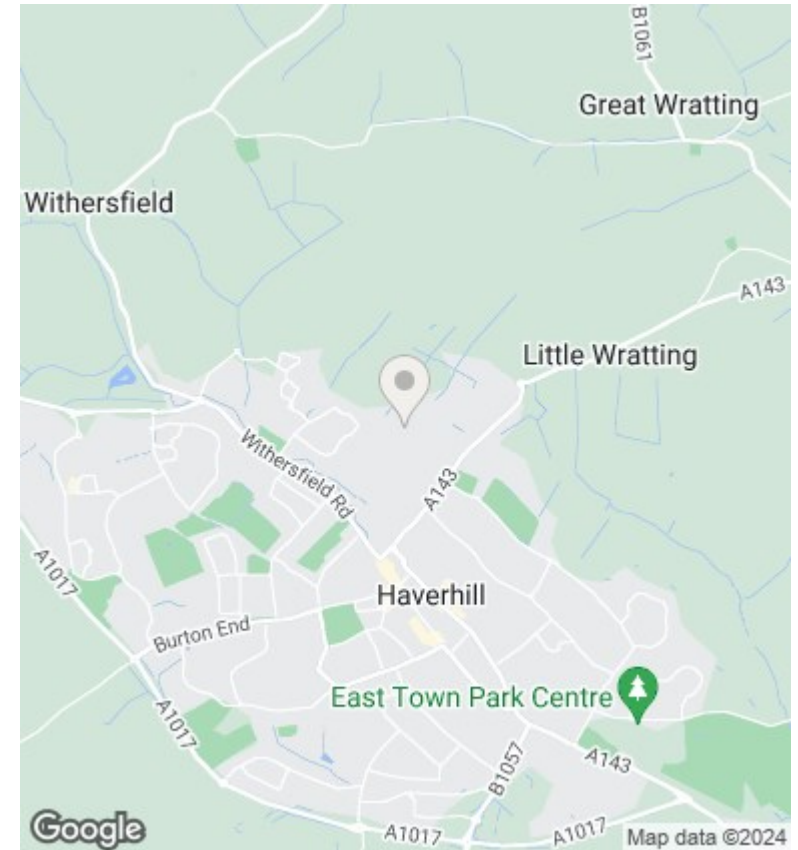 B1061
Great Wratting
Withersfield
A143
Little Wratting
Withersfield Rd
A143
A1017
Haverhill
Burton End
East Town Park Centre
A1017
A143
B1057
Google
A1017
A1017
Map data ©2024